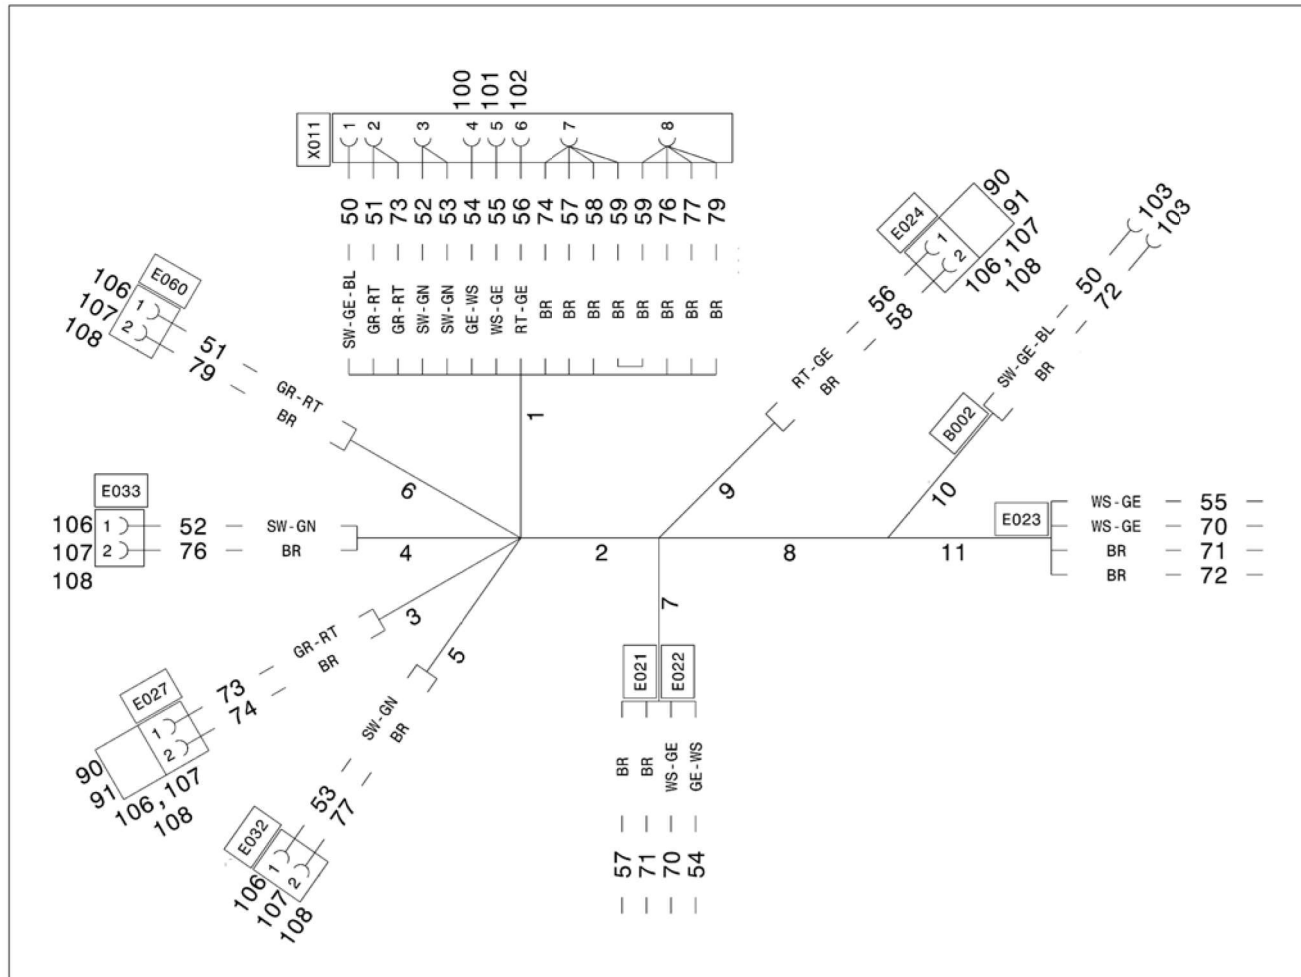 100
101
102
X011
1 2 3 4 5 6 7 8
50 51 73 52 53 54 55 56 74 57 58 59 59 76 77 79
SW-GE-BL GR-RT GR-RT SW-GN SW-GN GE-WS WS-GE RT-GE BR BR BR BR BR BR BR BR
1
E024
1
2
90
91
106,107
108
56
58
RT-GE
BR
9
103
103
50
72
SW-GE-BL
BR
B002
10
E060
1
2
106
107
108
51
79
GR-RT
BR
6
E033
106 1 52 SW-GN
107 2 76 BR
108
4
2
8
11
E023
WS-GE 55
WS-GE 70
BR 71
BR 72
3
GR-RT
BR
73
74
E027
1
2
90
91
106,107
108
5
SW-GN
BR
53
77
E032
1
2
106
107
108
7
E021 E022
BR BR WS-GE GE-WS
57 71 70 54